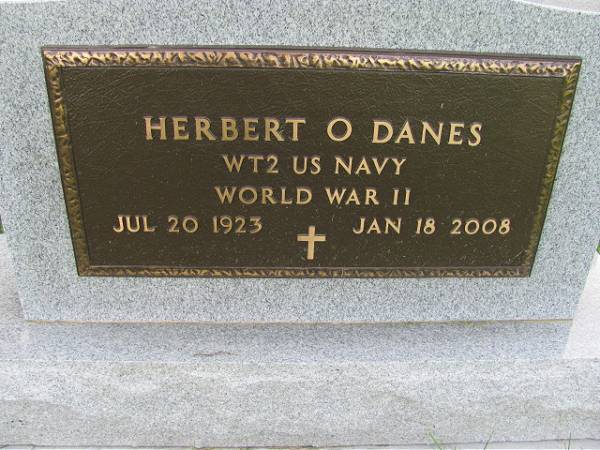 HERBERT O DANES
WT2 US NAVY
WORLD WAR II
JUL 20 1923 JAN 18 2008